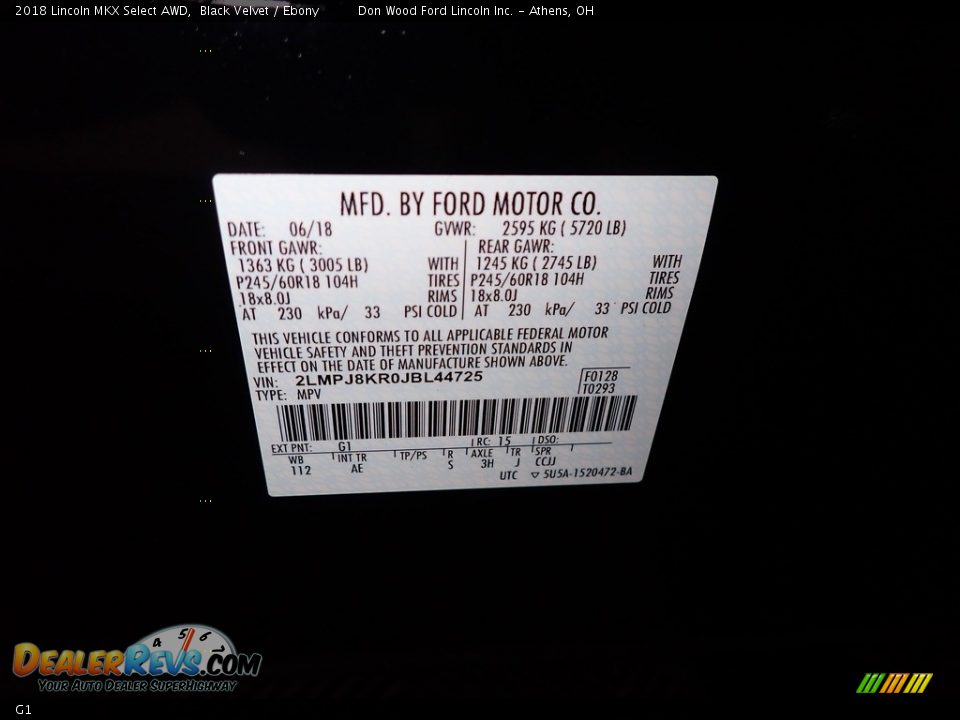 2018 Lincoln MKX Select AWD, Black Velvet / Ebony Don Wood Ford Lincoln Inc. - Athens, OH
MFD. BY FORD MOTOR CO.
DATE: 06/18 GVWR: 2595 KG ( 5720 LB)
FRONT GAWR: REAR GAWR:
1363 KG ( 3005 LB) WITH 1245 KG ( 2745 LB) WITH
P245/60R18 104H TIRES P245/60R18 104H TIRES
18x8.0J RIMS 18x8.0J RIMS
AT 230 kPa/ 33 PSI COLD AT 230 kPa/ 33 PSI COLD
THIS VEHICLE CONFORMS TO ALL APPLICABLE FEDERAL MOTOR
VEHICLE SAFETY AND THEFT PREVENTION STANDARDS IN
EFFECT ON THE DATE OF MANUFACTURE SHOWN ABOVE.
VIN: 2LMPJ8KR0JBL44725 F0128
TYPE: MPV T0293
EXT PNT: G1 RC: 15 DSO:
WB INT TR TP/PS R AXLE TR SPR
112 AE S 3H J CCJJ
UTC ▽ 5U5A-1520472-BA
4 5 6
DEALERREVS.COM
YOUR AUTO DEALER SUPERHIGHWAY
G1